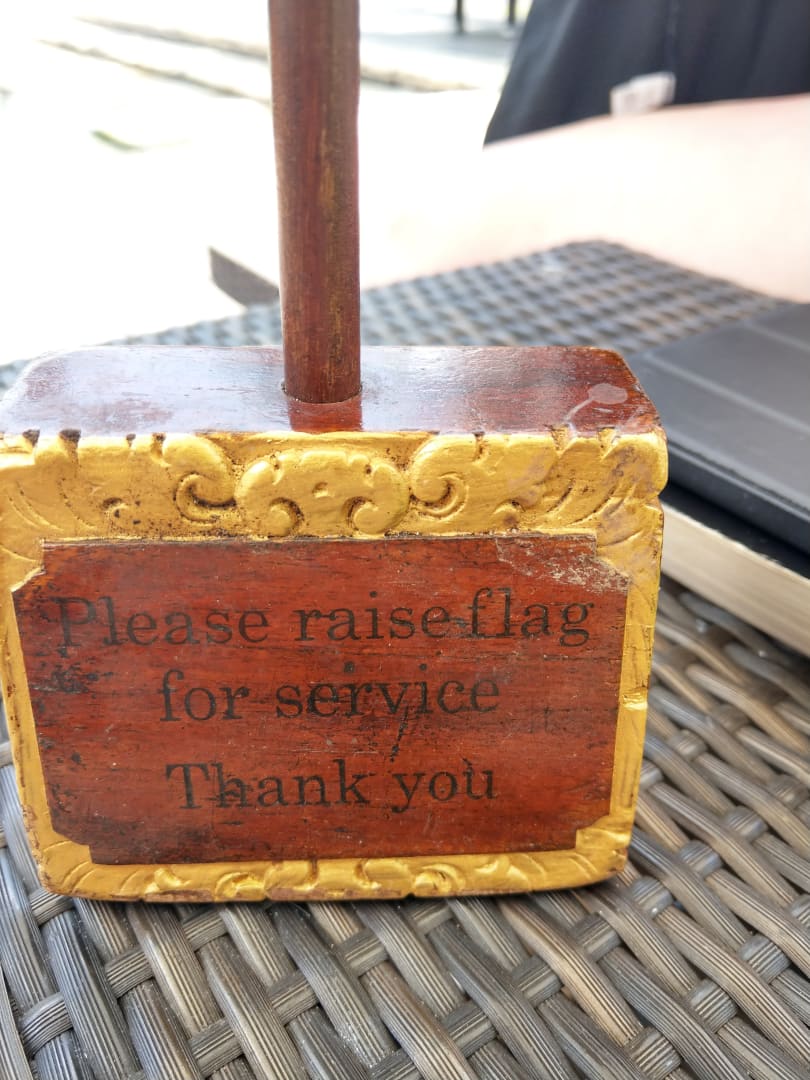 Please raise flag
for service
Thank you